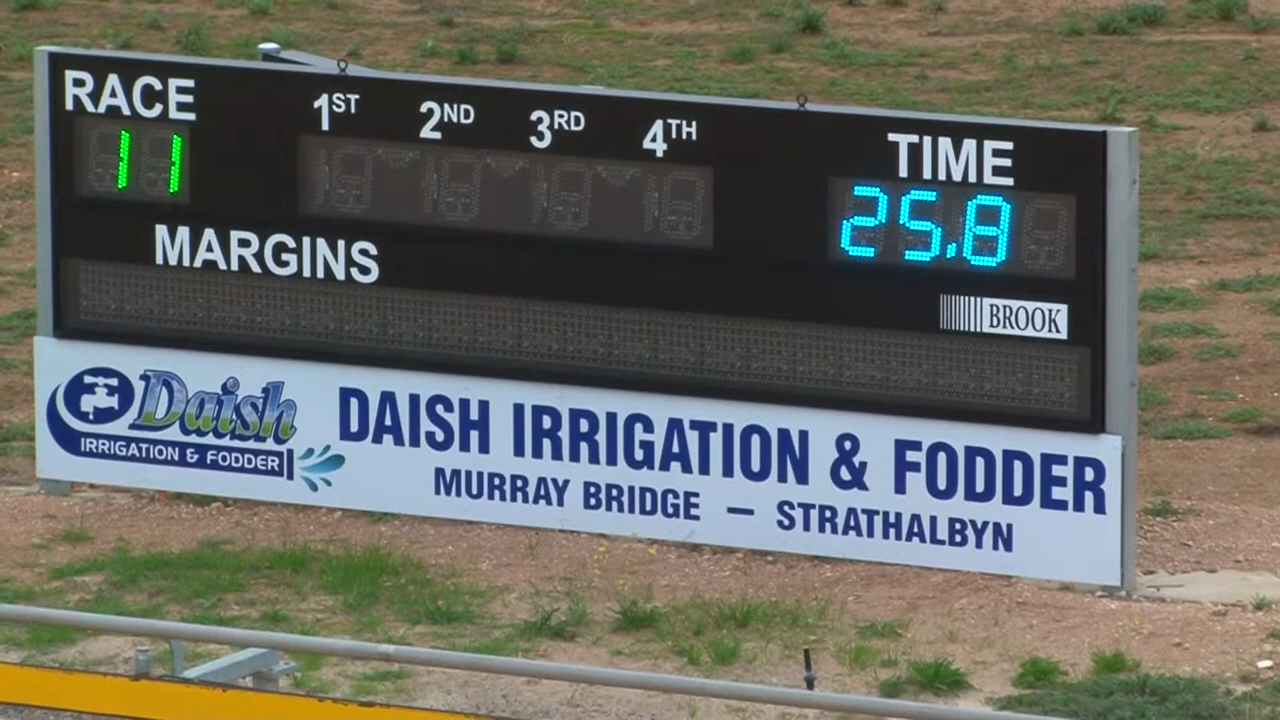 RACE 1ST 2ND 3RD 4TH TIME
11 25.8
MARGINS
BROOK
Daish
IRRIGATION & FODDER
DAISH IRRIGATION & FODDER
MURRAY BRIDGE – STRATHALBYN